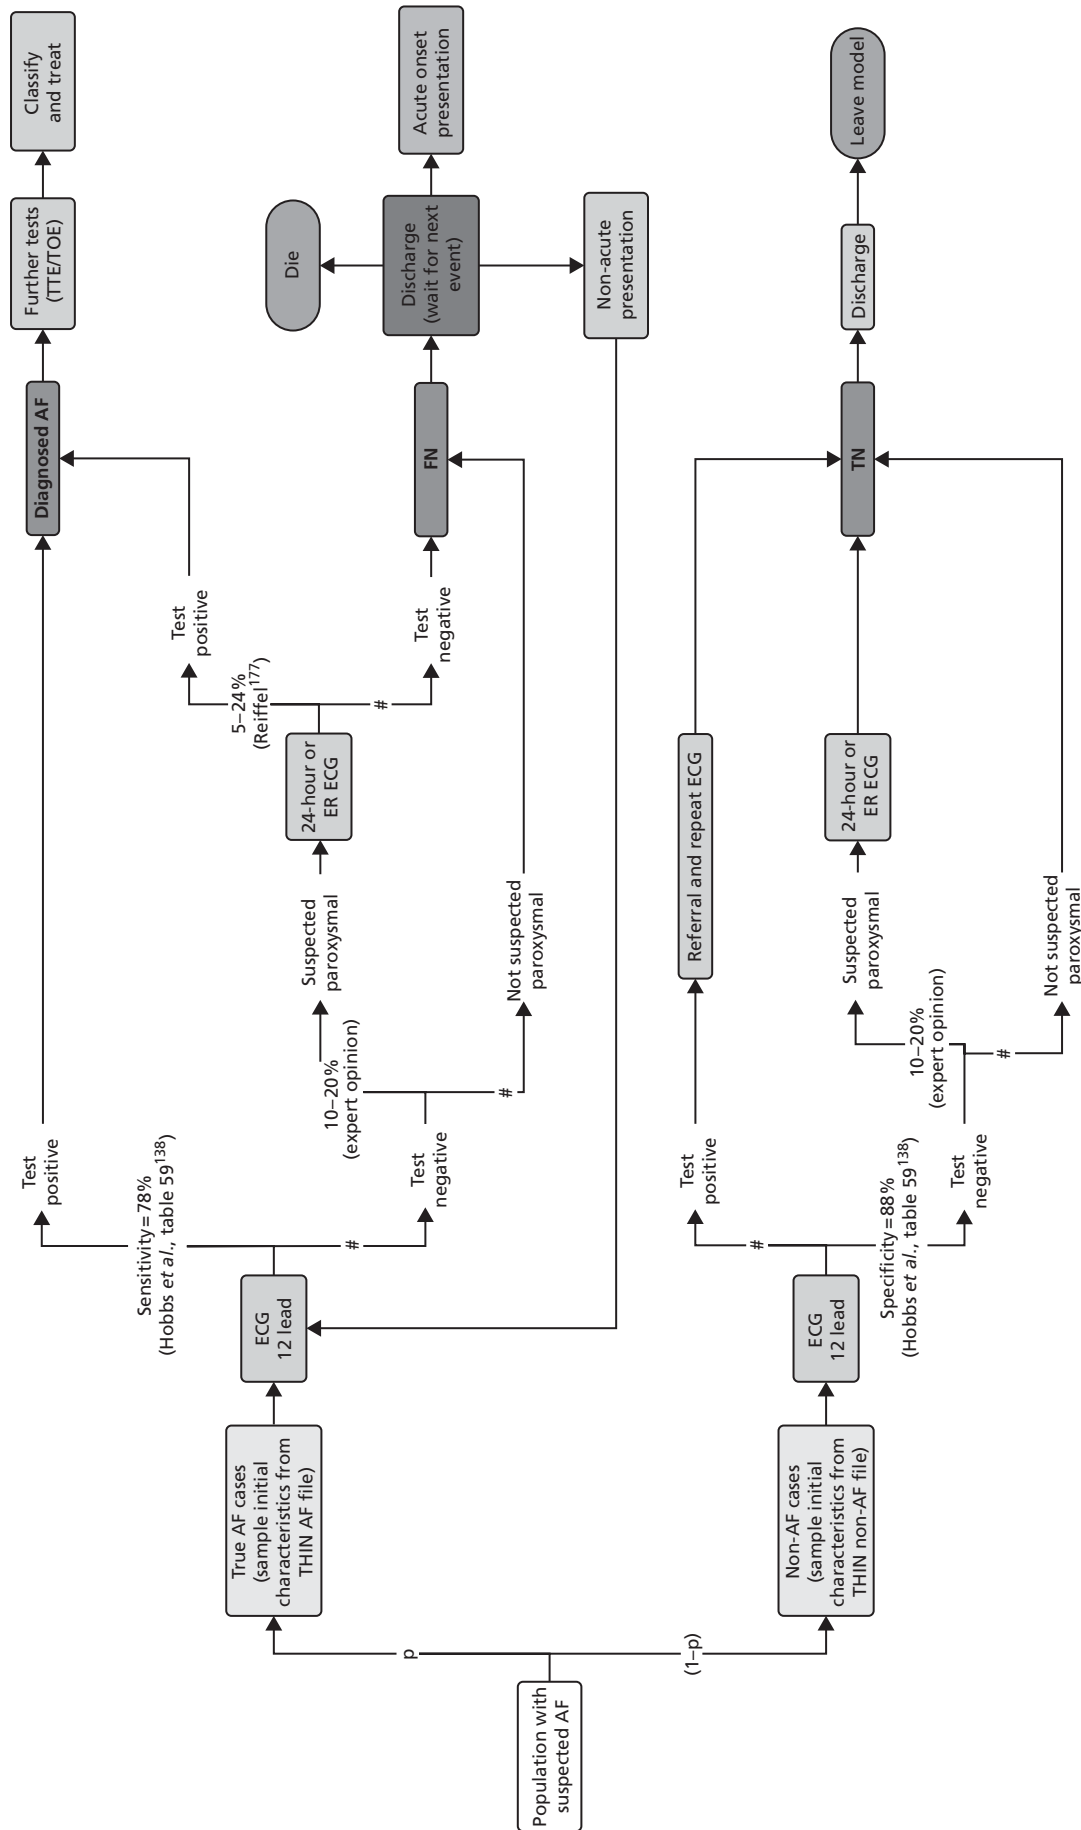 Population with
suspected AF
p
(1–p)
True AF cases
(sample initial
characteristics from
THIN AF file)
ECG
12 lead
Sensitivity=78%
(Hobbs et al., table 59138)
#
Test
positive
Test
negative
10–20%
(expert opinion)
#
Suspected
paroxysmal
Not suspected
paroxysmal
24-hour or
ER ECG
5–24%
(Reiffel177)
#
Test
positive
Test
negative
Diagnosed AF
Further tests
(TTE/TOE)
Classify
and treat
FN
Discharge
(wait for next
event)
Die
Acute onset
presentation
Non-acute
presentation
Non-AF cases
(sample initial
characteristics from
THIN non-AF file)
ECG
12 lead
#
Specificity=88%
(Hobbs et al., table 59138)
Test
positive
Test
negative
Referral and repeat ECG
10–20%
(expert opinion)
#
Suspected
paroxysmal
Not suspected
paroxysmal
24-hour or
ER ECG
TN
Discharge
Leave model